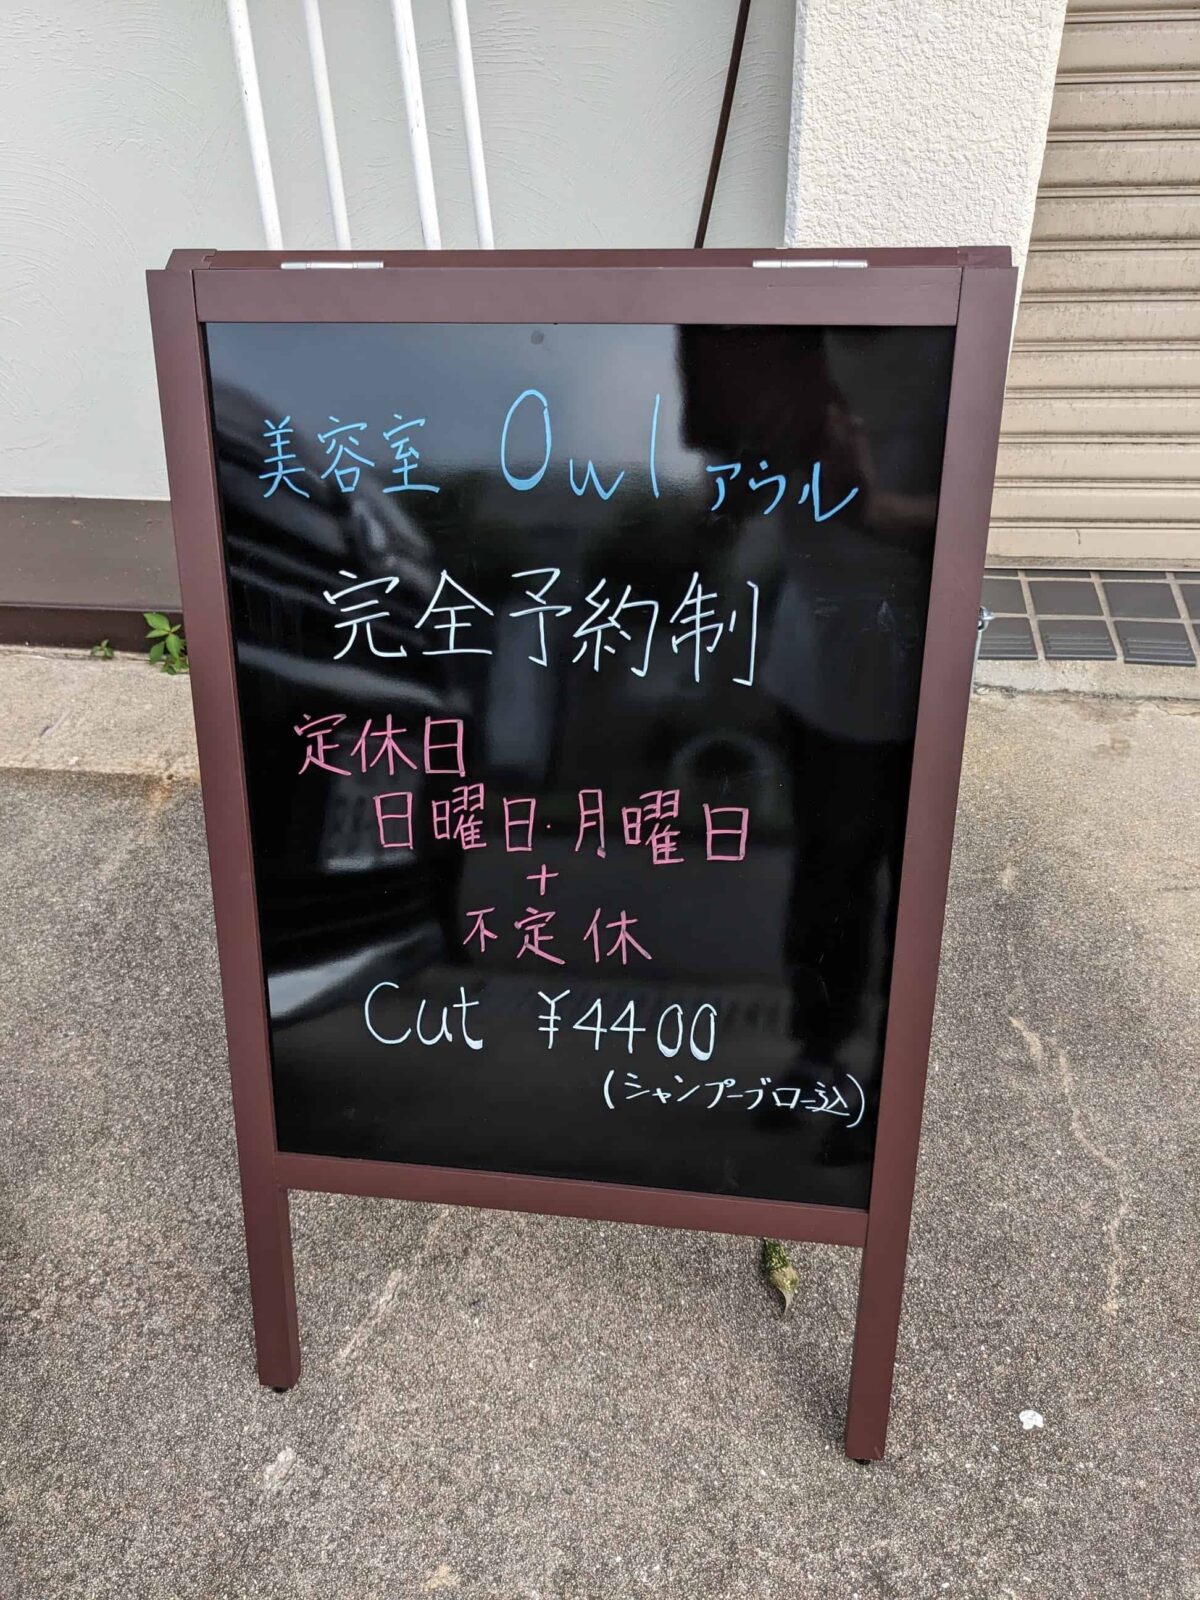 美容室 Owl アウル
完全予約制
定休日
日曜日・月曜日
+
不定休
Cut ¥4400
(シャンプーブロー込)